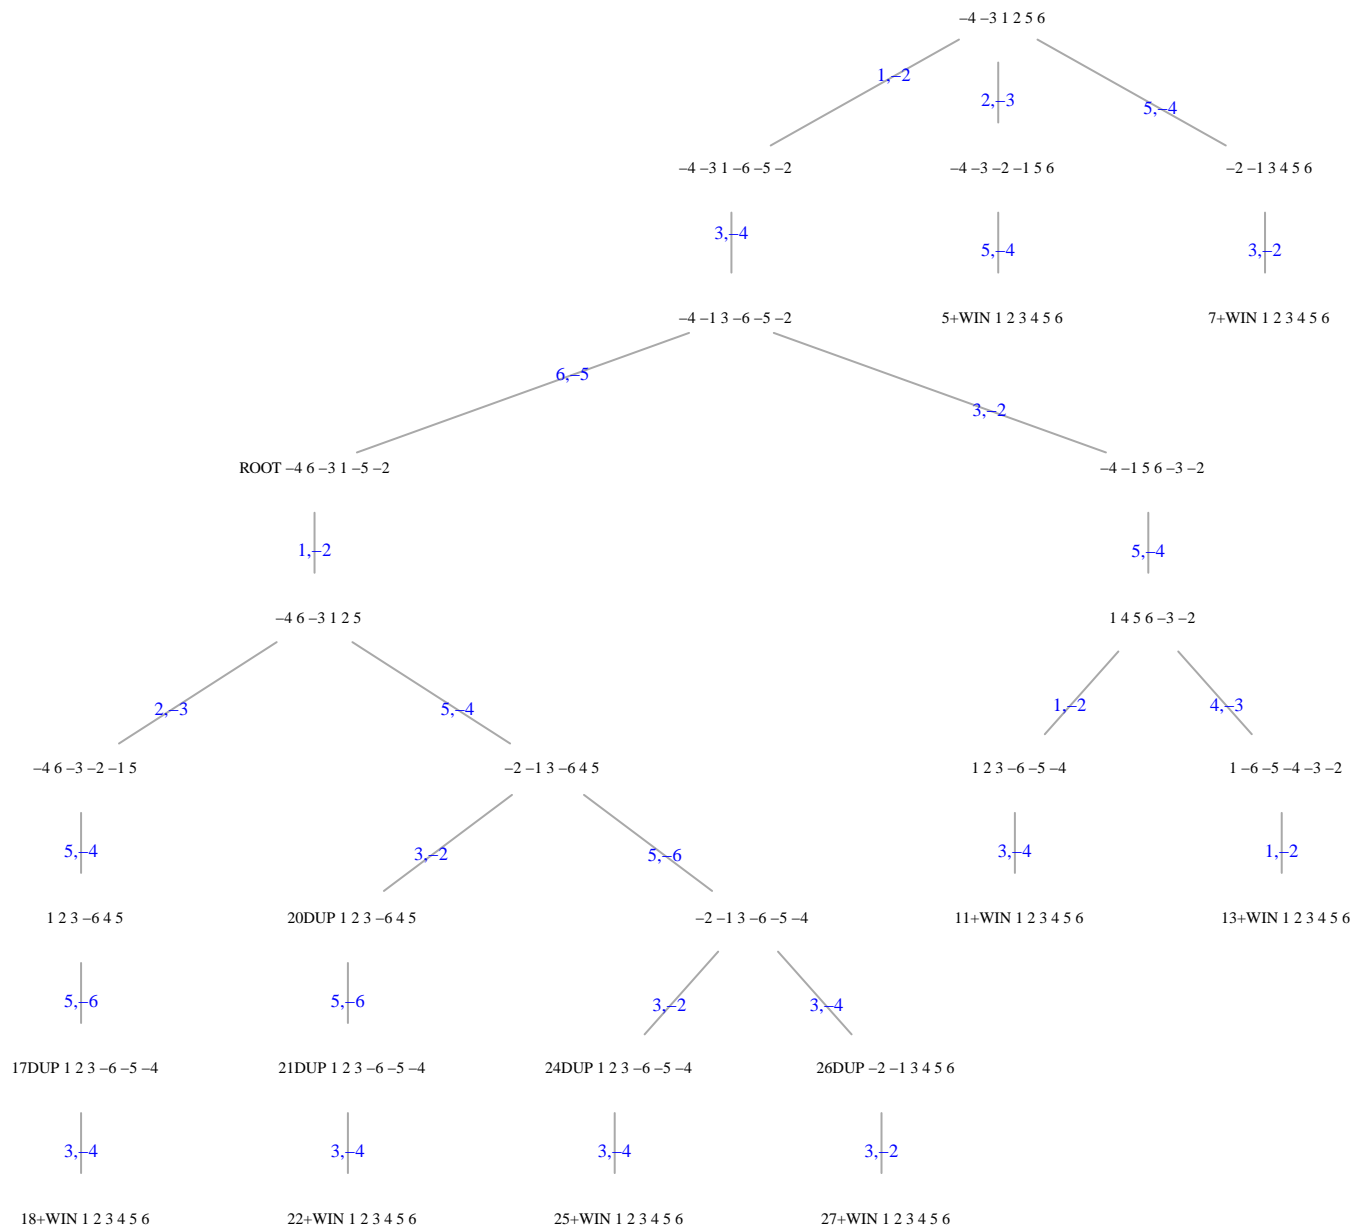 −4 −3 1 2 5 6
1,−2
2,−3
5,−4
−4 −3 1 −6 −5 −2
−4 −3 −2 −1 5 6
−2 −1 3 4 5 6
3,−4
5,−4
3,−2
−4 −1 3 −6 −5 −2
5+WIN 1 2 3 4 5 6
7+WIN 1 2 3 4 5 6
6,−5
3,−2
ROOT −4 6 −3 1 −5 −2
−4 −1 5 6 −3 −2
1,−2
5,−4
−4 6 −3 1 2 5
1 4 5 6 −3 −2
2,−3
5,−4
1,−2
4,−3
−4 6 −3 −2 −1 5
−2 −1 3 −6 4 5
1 2 3 −6 −5 −4
1 −6 −5 −4 −3 −2
5,−4
3,−2
5,−6
3,−4
1,−2
1 2 3 −6 4 5
20DUP 1 2 3 −6 4 5
−2 −1 3 −6 −5 −4
11+WIN 1 2 3 4 5 6
13+WIN 1 2 3 4 5 6
5,−6
5,−6
3,−2
3,−4
17DUP 1 2 3 −6 −5 −4
21DUP 1 2 3 −6 −5 −4
24DUP 1 2 3 −6 −5 −4
26DUP −2 −1 3 4 5 6
3,−4
3,−4
3,−4
3,−2
18+WIN 1 2 3 4 5 6
22+WIN 1 2 3 4 5 6
25+WIN 1 2 3 4 5 6
27+WIN 1 2 3 4 5 6